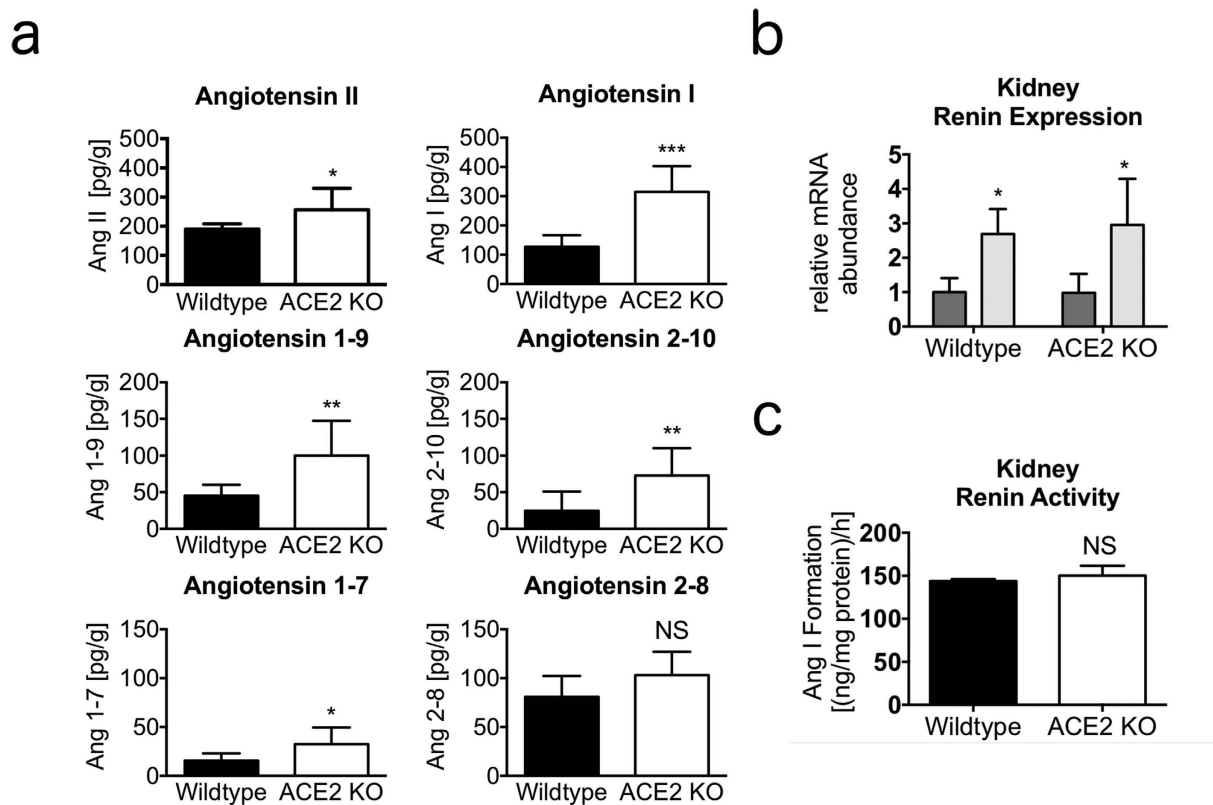 a
Angiotensin II
Ang II [pg/g]
500
400
300
200
100
0
*
Wildtype ACE2 KO
Angiotensin I
Ang I [pg/g]
500
400
300
200
100
0
***
Wildtype ACE2 KO
Angiotensin 1-9
Ang 1-9 [pg/g]
200
150
100
50
0
**
Wildtype ACE2 KO
Angiotensin 2-10
Ang 2-10 [pg/g]
200
150
100
50
0
**
Wildtype ACE2 KO
Angiotensin 1-7
Ang 1-7 [pg/g]
150
100
50
0
*
Wildtype ACE2 KO
Angiotensin 2-8
Ang 2-8 [pg/g]
150
100
50
0
NS
Wildtype ACE2 KO
b
Kidney
Renin Expression
relative mRNA
abundance
5
4
3
2
1
0
*
*
Wildtype ACE2 KO
c
Kidney
Renin Activity
Ang I Formation
[(ng/mg protein)/h]
200
150
100
50
0
NS
Wildtype ACE2 KO